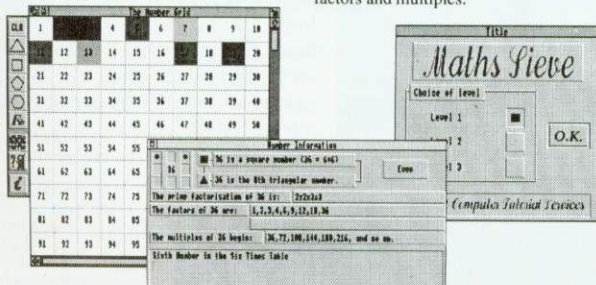 factors and multiples.
The Number Grid
CLR 1 4 6 7 8 9 10
12 13 14 15 16 18 20
21 22 23 24 25 26 27 28 29 30
31 32 33 34 35 36 37 38 39 40
41 42 43 44 45 46 47 48 49 50
51 52 53 54 55
61 62 63 64 65
71 72 73 74 75
81 82 83 84 85
91 92 93 94 95
Title
Maths Sieve
Choice of level
Level 1
Level 2
O.K.
l 3
Computer Tutorial Services
Number Information
36
36 is a square number (36 = 6×6)
Even
36 is the 8th triangular number.
The prime factorisation of 36 is: 2x2x3x3
The factors of 36 are: 1,2,3,4,6,9,12,18,36
The multiples of 36 begin: 36,72,108,144,180,216, and so on.
Sixth Number in the Six Times Table